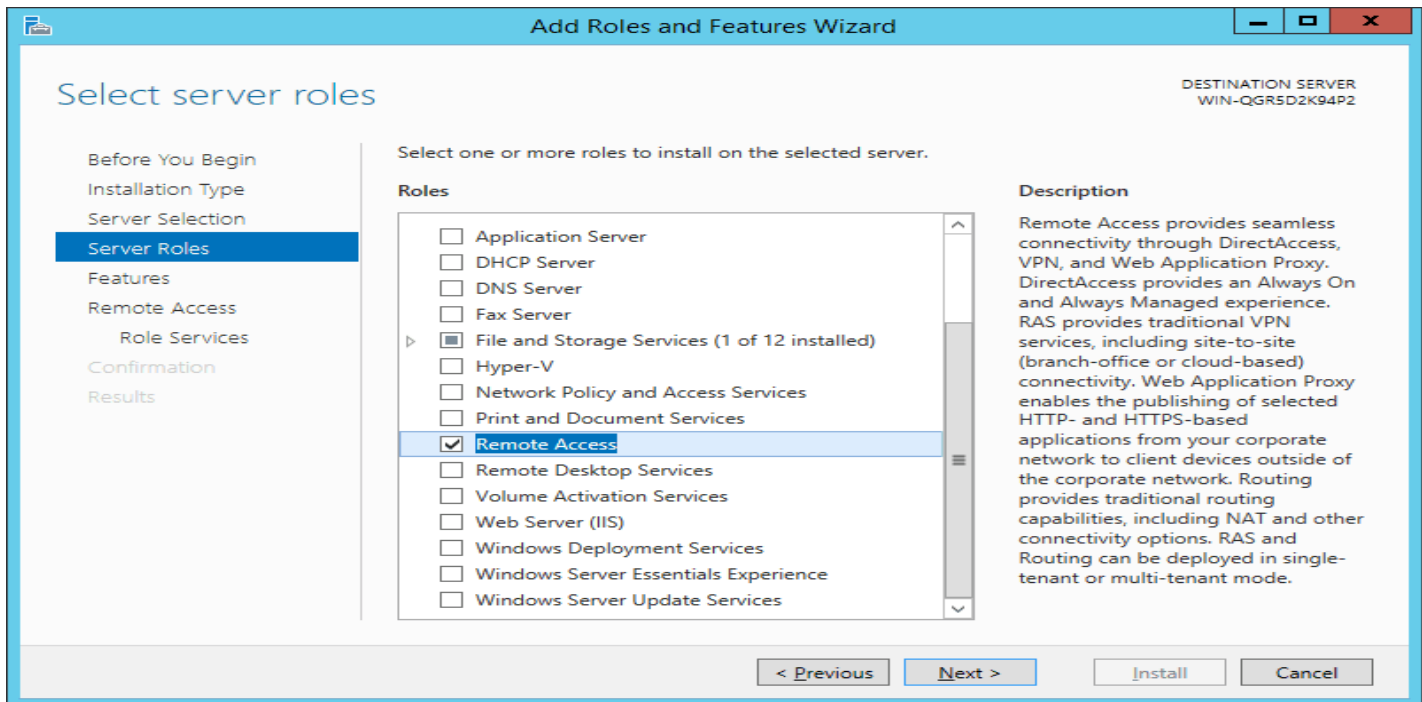 Add Roles and Features Wizard
Select server roles
DESTINATION SERVER
WIN-QGR5D2K94P2
Before You Begin
Installation Type
Server Selection
Server Roles
Features
Remote Access
Role Services
Confirmation
Results
Select one or more roles to install on the selected server.
Roles
Application Server
DHCP Server
DNS Server
Fax Server
File and Storage Services (1 of 12 installed)
Hyper-V
Network Policy and Access Services
Print and Document Services
Remote Access
Remote Desktop Services
Volume Activation Services
Web Server (IIS)
Windows Deployment Services
Windows Server Essentials Experience
Windows Server Update Services
Description
Remote Access provides seamless
connectivity through DirectAccess,
VPN, and Web Application Proxy.
DirectAccess provides an Always On
and Always Managed experience.
RAS provides traditional VPN
services, including site-to-site
(branch-office or cloud-based)
connectivity. Web Application Proxy
enables the publishing of selected
HTTP- and HTTPS-based
applications from your corporate
network to client devices outside of
the corporate network. Routing
provides traditional routing
capabilities, including NAT and other
connectivity options. RAS and
Routing can be deployed in single-
tenant or multi-tenant mode.
< Previous
Next >
Install
Cancel